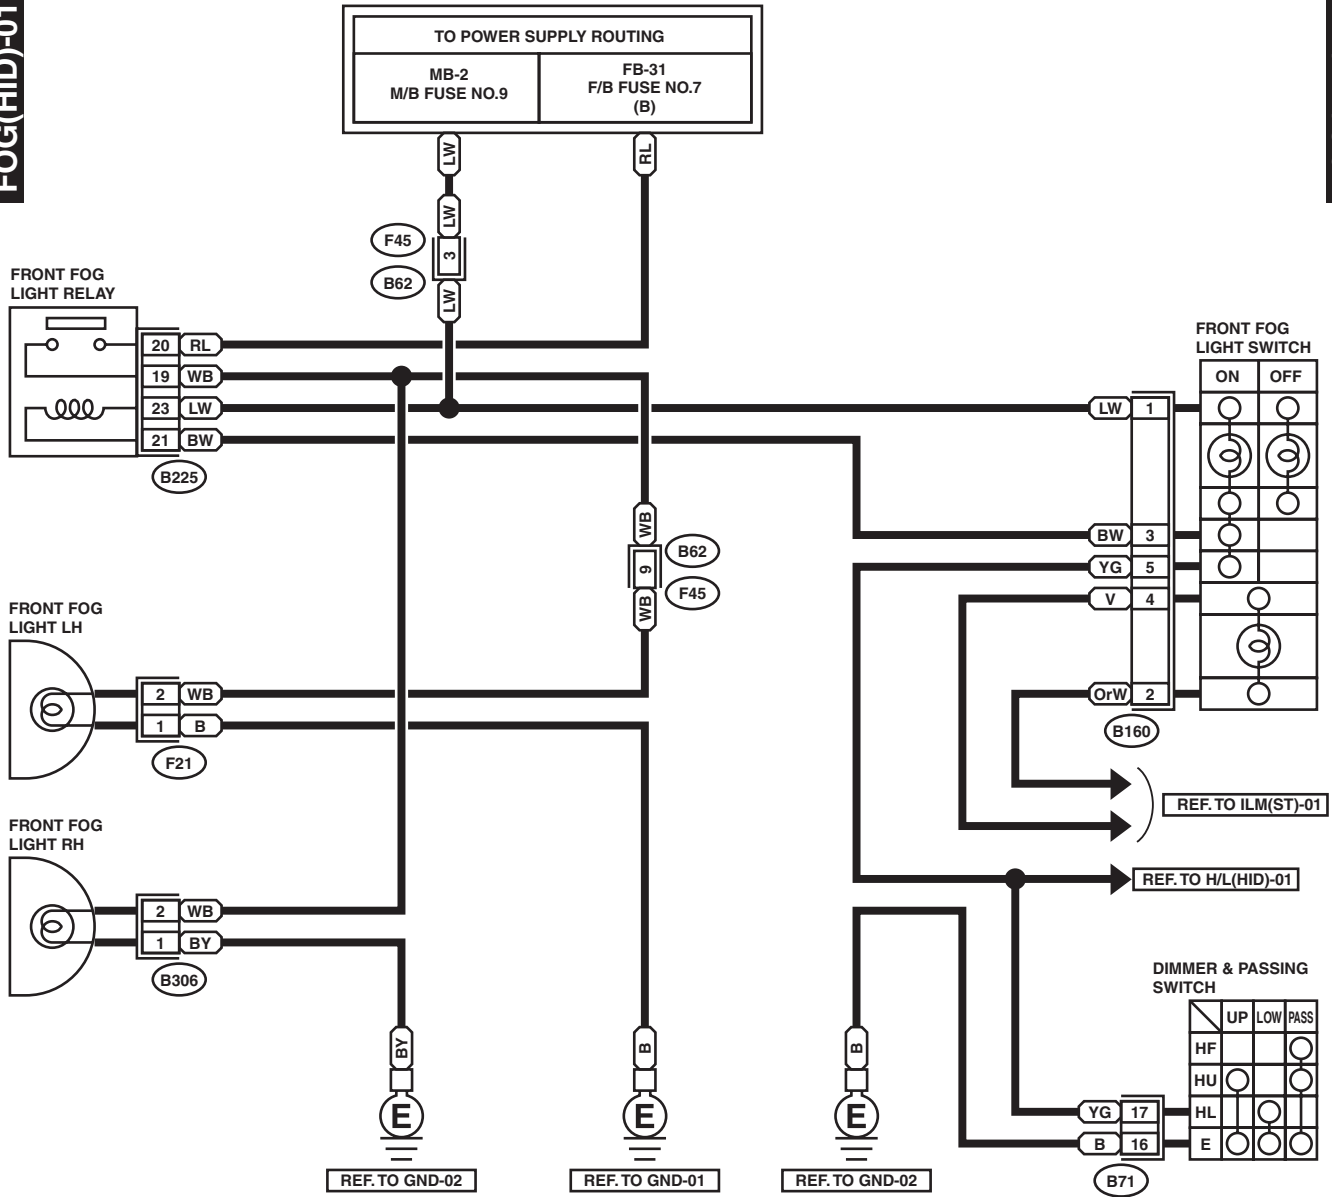 FOG(HID)-01
TO POWER SUPPLY ROUTING
MB-2
M/B FUSE NO.9
FB-31
F/B FUSE NO.7
(B)
LW
RL
LW
F45
3
B62
LW
FRONT FOG
LIGHT RELAY
20 RL
19 WB
23 LW
21 BW
B225
FRONT FOG
LIGHT SWITCH
ON OFF
LW 1
BW 3
YG 5
V 4
OrW 2
B160
WB
B62
9
F45
WB
FRONT FOG
LIGHT LH
2 WB
1 B
F21
REF. TO ILM(ST)-01
FRONT FOG
LIGHT RH
2 WB
1 BY
B306
REF. TO H/L(HID)-01
DIMMER & PASSING
SWITCH
UP LOW PASS
HF
HU
YG 17 HL
B 16 E
B71
BY
B
B
E
E
E
REF. TO GND-02
REF. TO GND-01
REF. TO GND-02